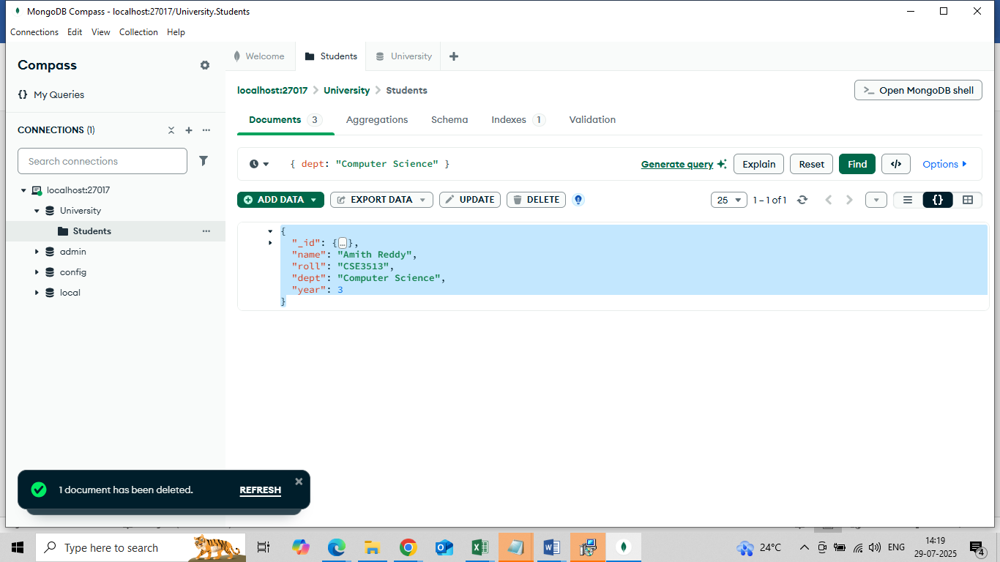 MongoDB Compass - localhost:27017/University.Students
Connections Edit View Collection Help
Compass
{} My Queries
CONNECTIONS (1)
Search connections
localhost:27017
University
Students
admin
config
local
Welcome Students University
localhost:27017 > University > Students
>_ Open MongoDB shell
Documents 3 Aggregations Schema Indexes 1 Validation
{ dept: "Computer Science" }
Generate query Explain Reset Find </> Options
ADD DATA EXPORT DATA UPDATE DELETE
25 1 – 1 of 1 {}
{
"_id": {…},
"name": "Amith Reddy",
"roll": "CSE3513",
"dept": "Computer Science",
"year": 3
}
1 document has been deleted. REFRESH
Type here to search
24°C ENG 14:19
29-07-2025 4